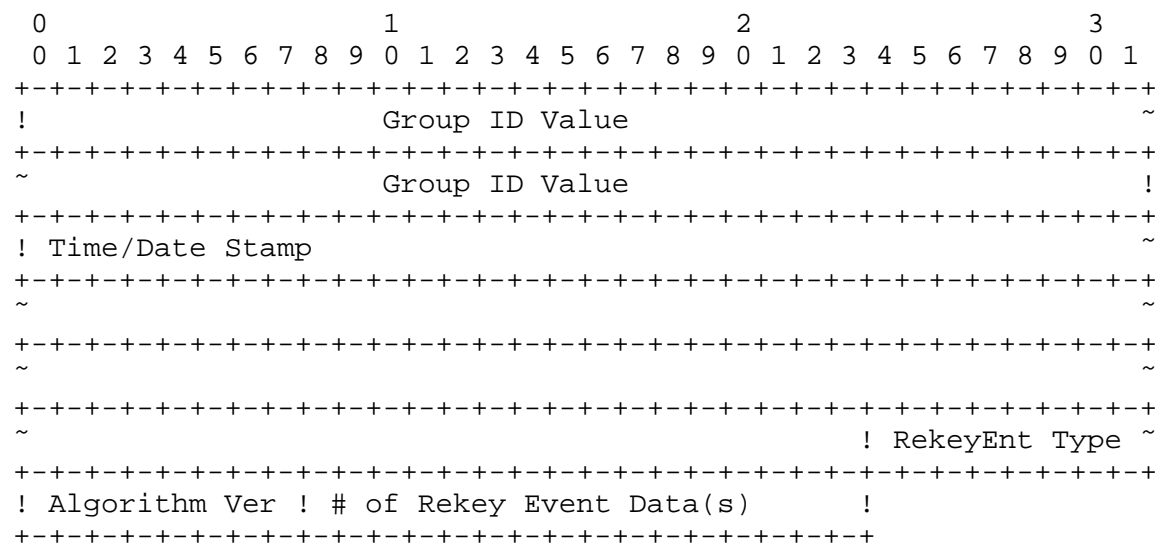 0                   1                   2                   3
 0 1 2 3 4 5 6 7 8 9 0 1 2 3 4 5 6 7 8 9 0 1 2 3 4 5 6 7 8 9 0 1
+-+-+-+-+-+-+-+-+-+-+-+-+-+-+-+-+-+-+-+-+-+-+-+-+-+-+-+-+-+-+-+-+
!                    Group ID Value                             ~
+-+-+-+-+-+-+-+-+-+-+-+-+-+-+-+-+-+-+-+-+-+-+-+-+-+-+-+-+-+-+-+-+
~                    Group ID Value                             !
+-+-+-+-+-+-+-+-+-+-+-+-+-+-+-+-+-+-+-+-+-+-+-+-+-+-+-+-+-+-+-+-+
! Time/Date Stamp                                               ~
+-+-+-+-+-+-+-+-+-+-+-+-+-+-+-+-+-+-+-+-+-+-+-+-+-+-+-+-+-+-+-+-+
~                                                               ~
+-+-+-+-+-+-+-+-+-+-+-+-+-+-+-+-+-+-+-+-+-+-+-+-+-+-+-+-+-+-+-+-+
~                                                               ~
+-+-+-+-+-+-+-+-+-+-+-+-+-+-+-+-+-+-+-+-+-+-+-+-+-+-+-+-+-+-+-+-+
~                                               ! RekeyEnt Type ~
+-+-+-+-+-+-+-+-+-+-+-+-+-+-+-+-+-+-+-+-+-+-+-+-+-+-+-+-+-+-+-+-+
! Algorithm Ver ! # of Rekey Event Data(s)      !
+-+-+-+-+-+-+-+-+-+-+-+-+-+-+-+-+-+-+-+-+-+-+-+-+